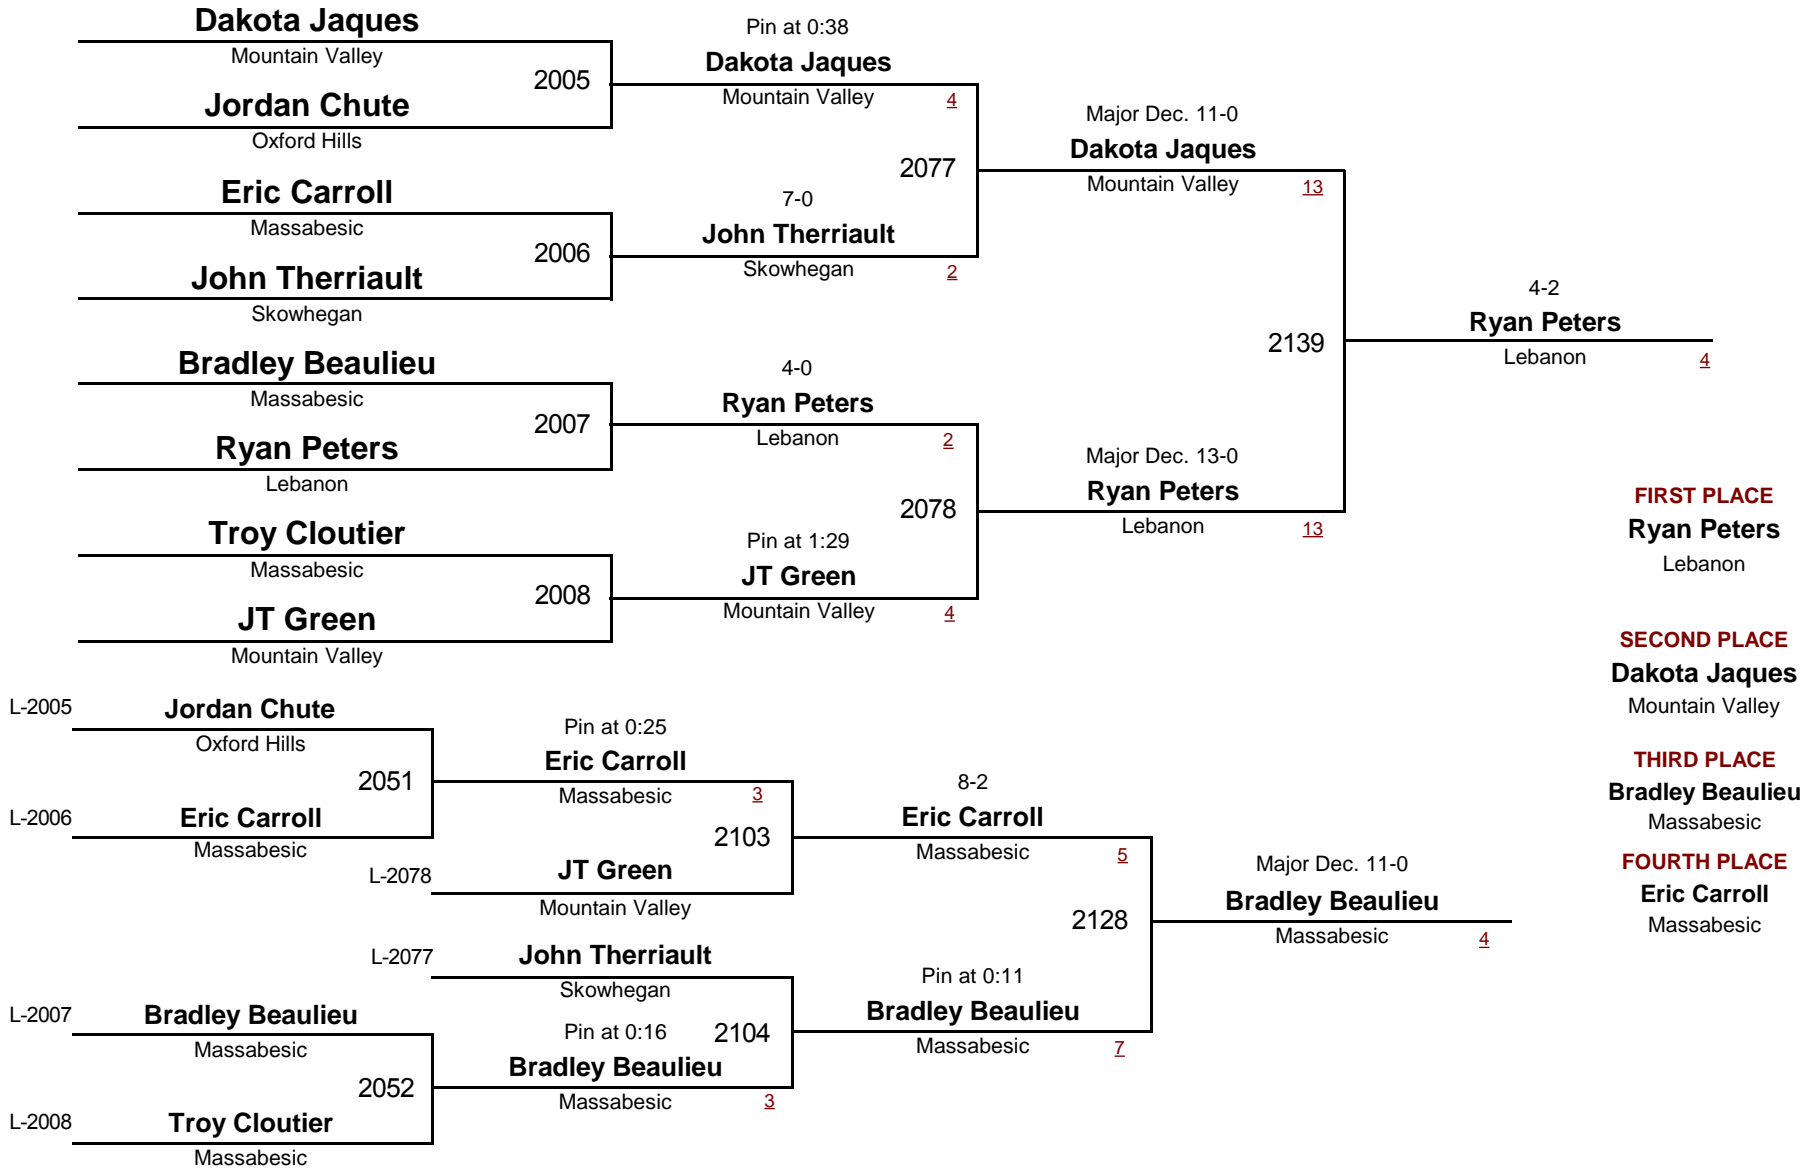 Dakota Jaques
Mountain Valley
2005
Jordan Chute
Oxford Hills
Eric Carroll
Massabesic
2006
John Therriault
Skowhegan
Bradley Beaulieu
Massabesic
2007
Ryan Peters
Lebanon
Troy Cloutier
Massabesic
2008
JT Green
Mountain Valley
Pin at 0:38
Dakota Jaques
Mountain Valley 4
2077
7-0
John Therriault
Skowhegan 2
4-0
Ryan Peters
Lebanon 2
2078
Pin at 1:29
JT Green
Mountain Valley 4
Major Dec. 11-0
Dakota Jaques
Mountain Valley 13
2139
Major Dec. 13-0
Ryan Peters
Lebanon 13
4-2
Ryan Peters
Lebanon 4
FIRST PLACE
Ryan Peters
Lebanon
SECOND PLACE
Dakota Jaques
Mountain Valley
THIRD PLACE
Bradley Beaulieu
Massabesic
FOURTH PLACE
Eric Carroll
Massabesic
L-2005 Jordan Chute
Oxford Hills
2051
L-2006 Eric Carroll
Massabesic
Pin at 0:25
Eric Carroll
Massabesic 3
2103
L-2078 JT Green
Mountain Valley
L-2077 John Therriault
Skowhegan
2104
L-2007 Bradley Beaulieu
Massabesic
2052
L-2008 Troy Cloutier
Massabesic
Pin at 0:16
Bradley Beaulieu
Massabesic 3
8-2
Eric Carroll
Massabesic 5
2128
Pin at 0:11
Bradley Beaulieu
Massabesic 7
Major Dec. 11-0
Bradley Beaulieu
Massabesic 4